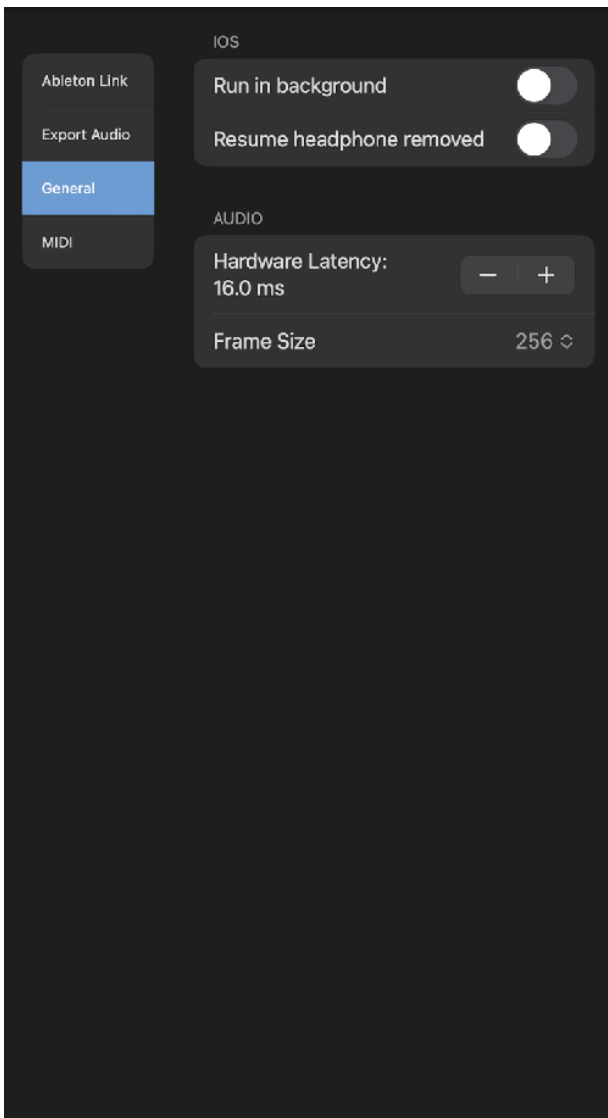 Ableton Link
Export Audio
General
MIDI
IOS
Run in background
Resume headphone removed
AUDIO
Hardware Latency:
16.0 ms
− +
Frame Size
256